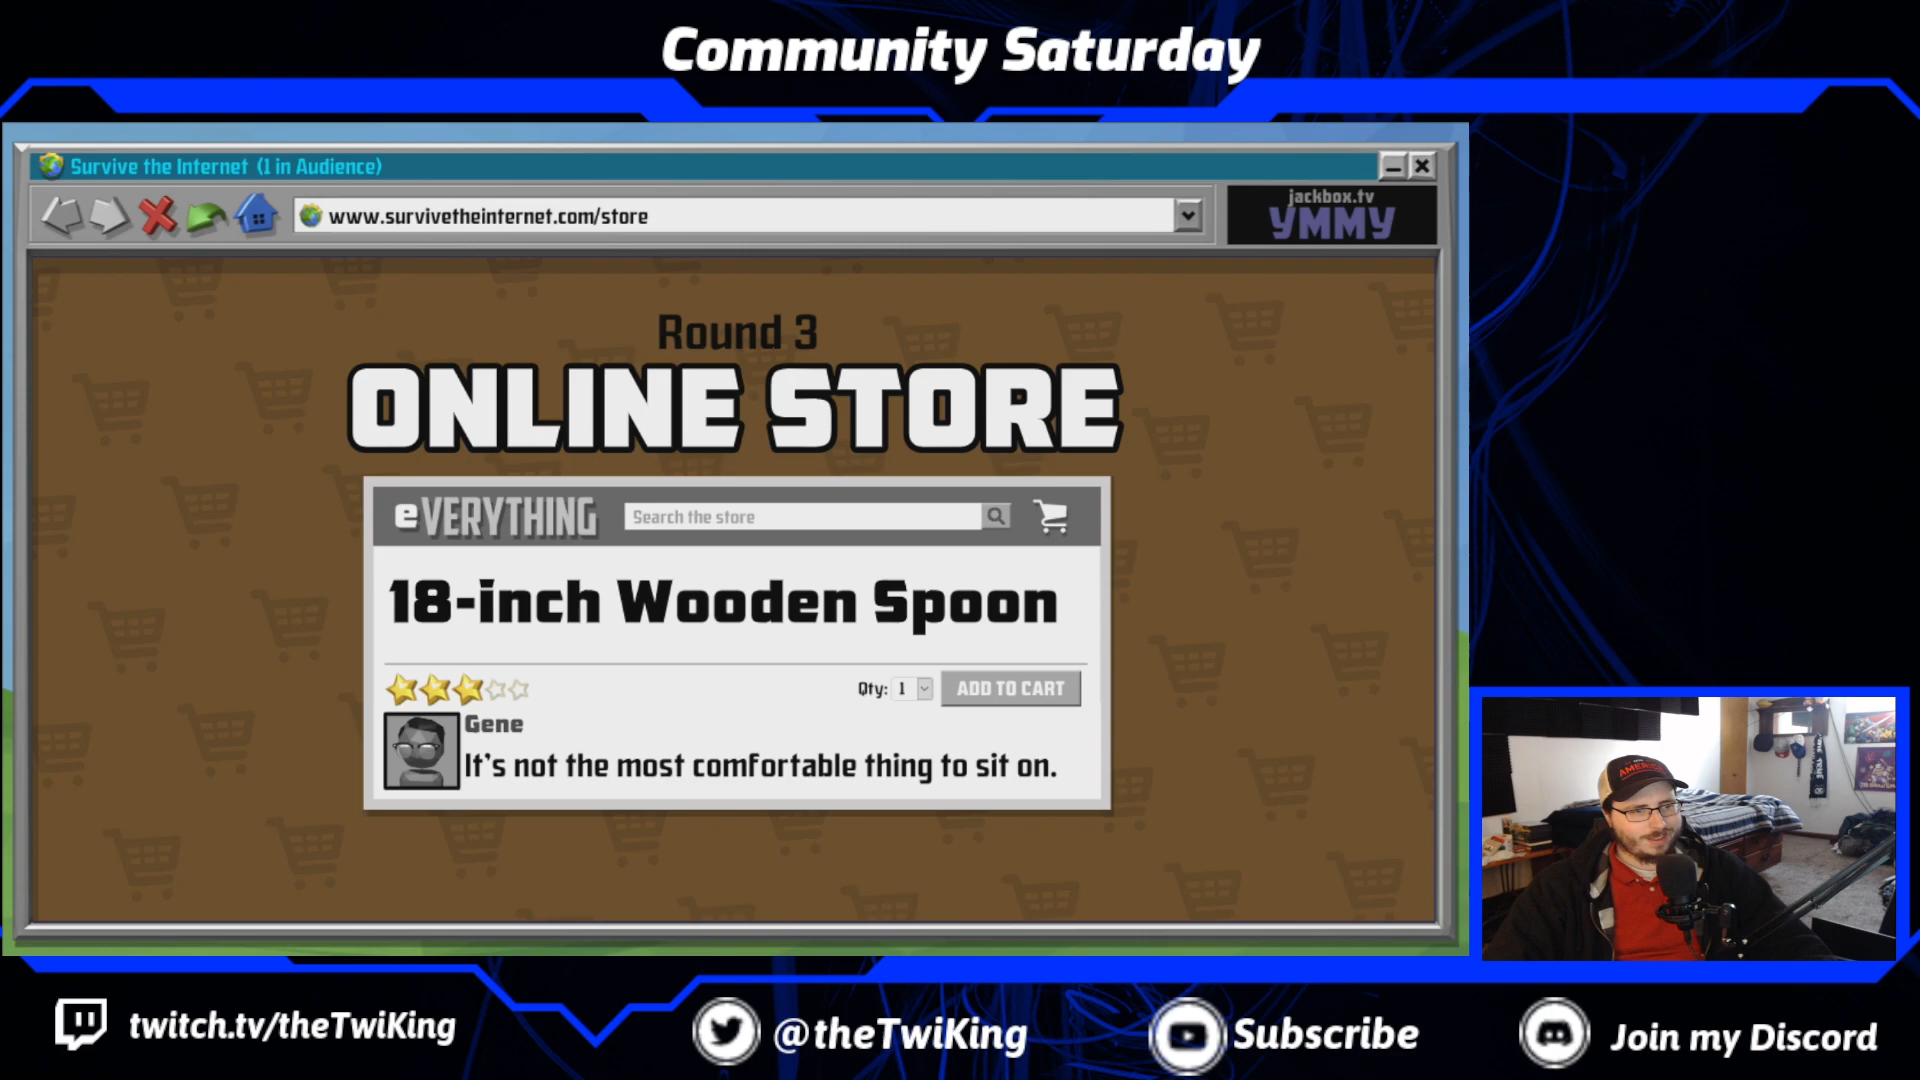 Community Saturday
Survive the Internet (1 in Audience)
www.survivetheinternet.com/store
jackbox.tv
YMMY
Round 3
ONLINE STORE
eVERYTHING
Search the store
18-inch Wooden Spoon
Qty: 1
ADD TO CART
Gene
It's not the most comfortable thing to sit on.
AMERICA
twitch.tv/theTwiKing
@theTwiKing
Subscribe
Join my Discord